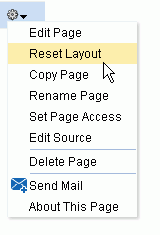 Edit Page
Reset Layout
Copy Page
Rename Page
Set Page Access
Edit Source
Delete Page
Send Mail
About This Page